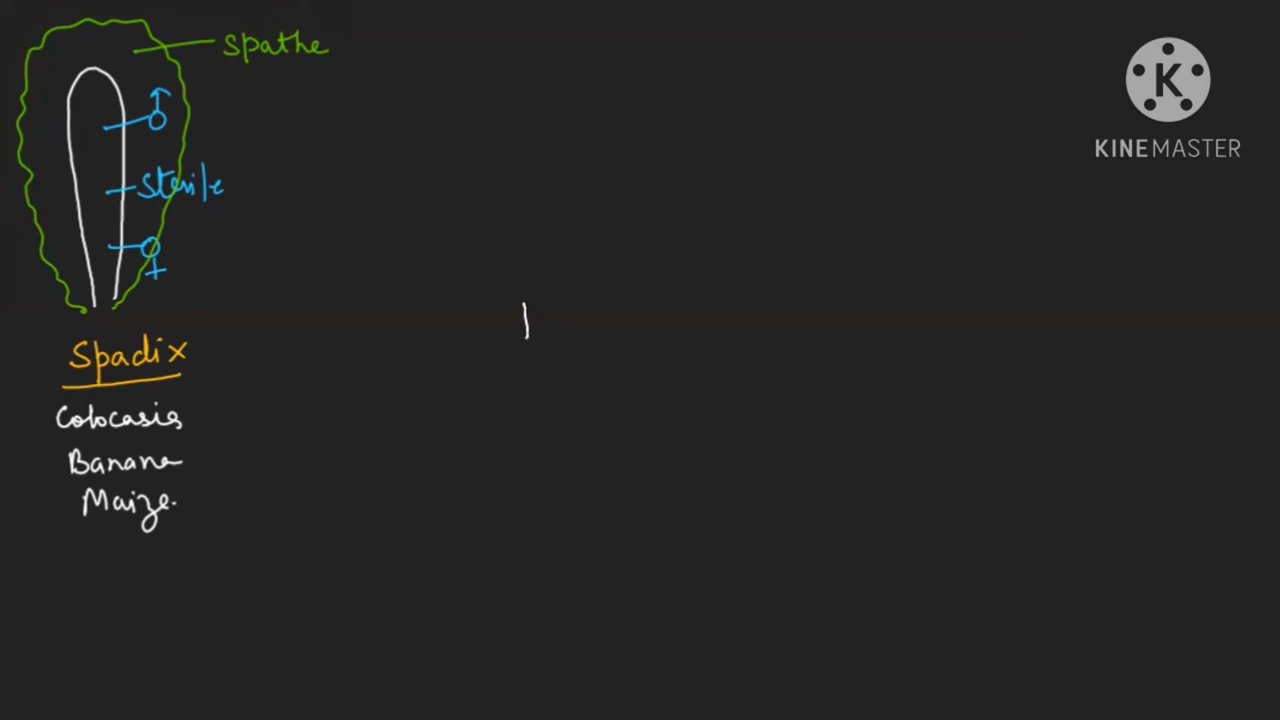 spathe
♂
sterile
♀
Spadix
Colocasia
Banana
Maize.
K
KINEMASTER